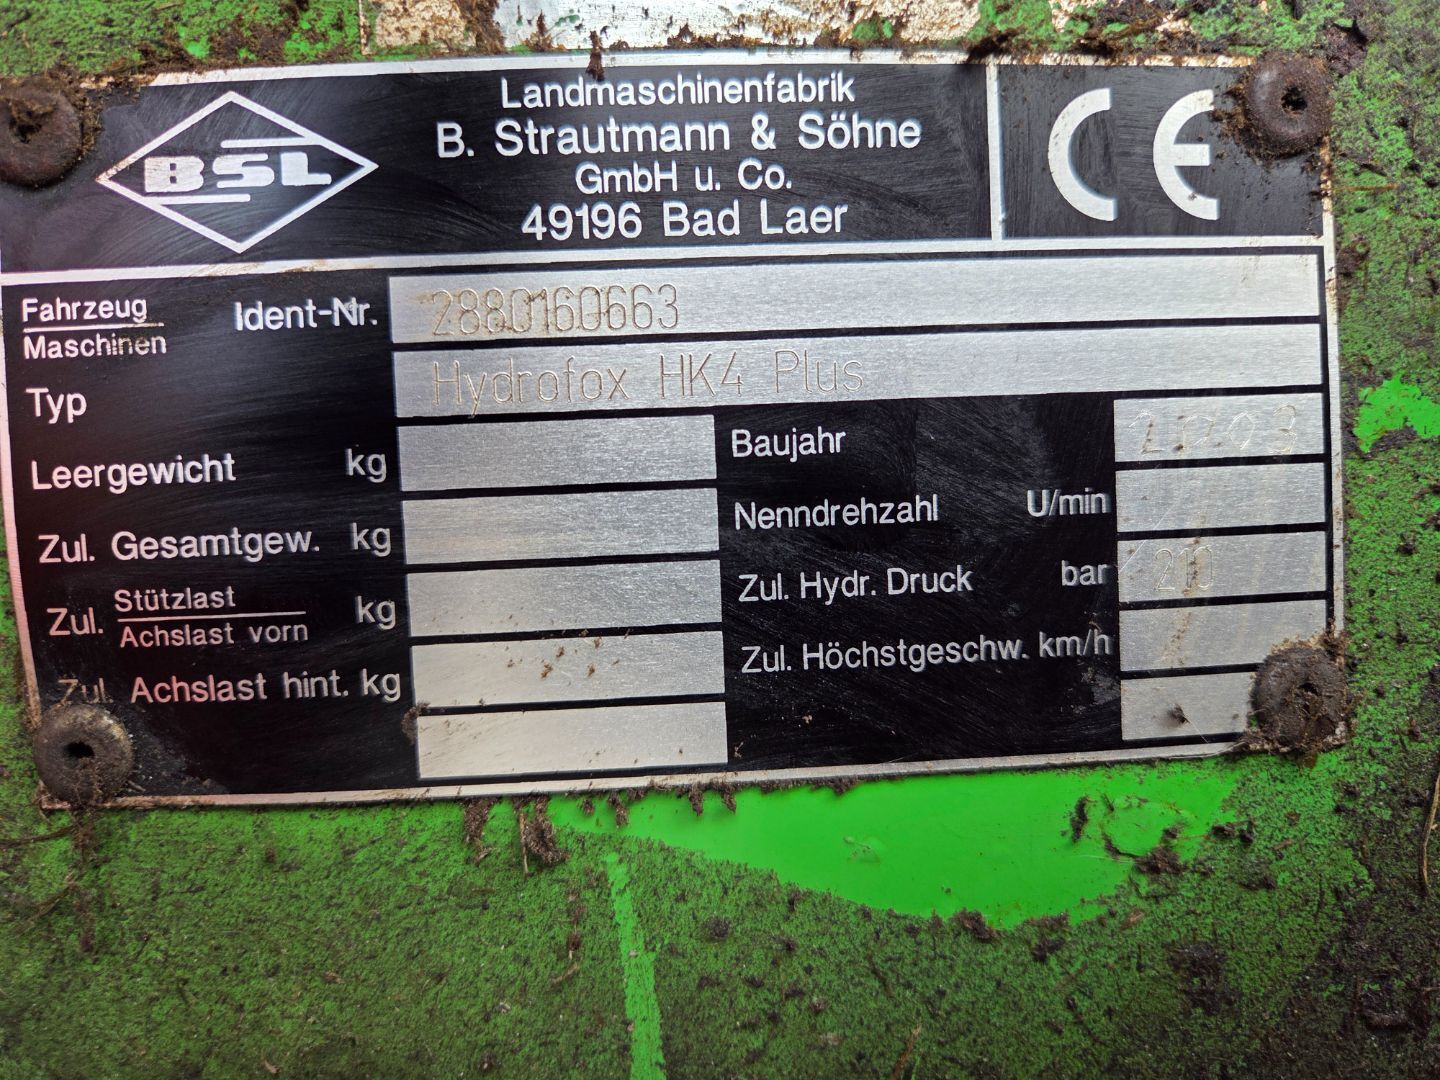 BSL
Landmaschinenfabrik
B. Strautmann & Söhne
GmbH u. Co.
49196 Bad Laer
CE
Fahrzeug
Maschinen
Ident-Nr. 2880160663
Typ Hydrofox HK4 Plus
Leergewicht kg
Baujahr 2003
Zul. Gesamtgew. kg
Nenndrehzahl U/min
Zul. Stützlast
Achslast vorn kg
Zul. Hydr. Druck bar 210
Zul. Achslast hint. kg
Zul. Höchstgeschw. km/h